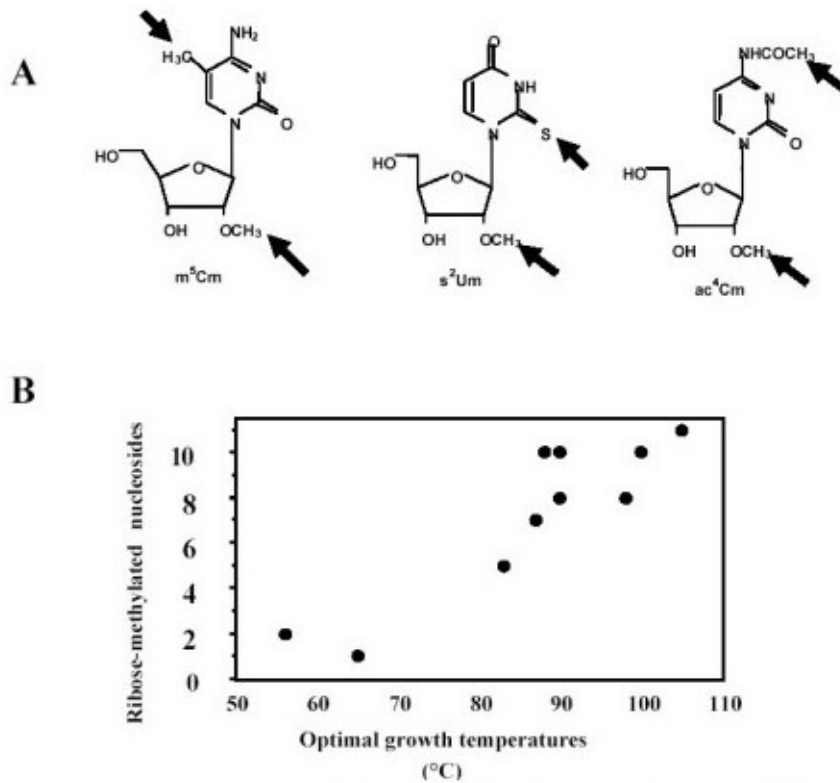 A
H₃C
NH₂
N
N
O
HO
O
OH
OCH₃
m⁵Cm
O
NH
N
S
HO
O
OH
OCH₃
s²Um
NHCOCH₃
N
N
O
HO
O
OH
OCH₃
ac⁴Cm
B
Ribose-methylated nucleosides
10
8
6
4
2
0
50 60 70 80 90 100 110
Optimal growth temperatures
(°C)